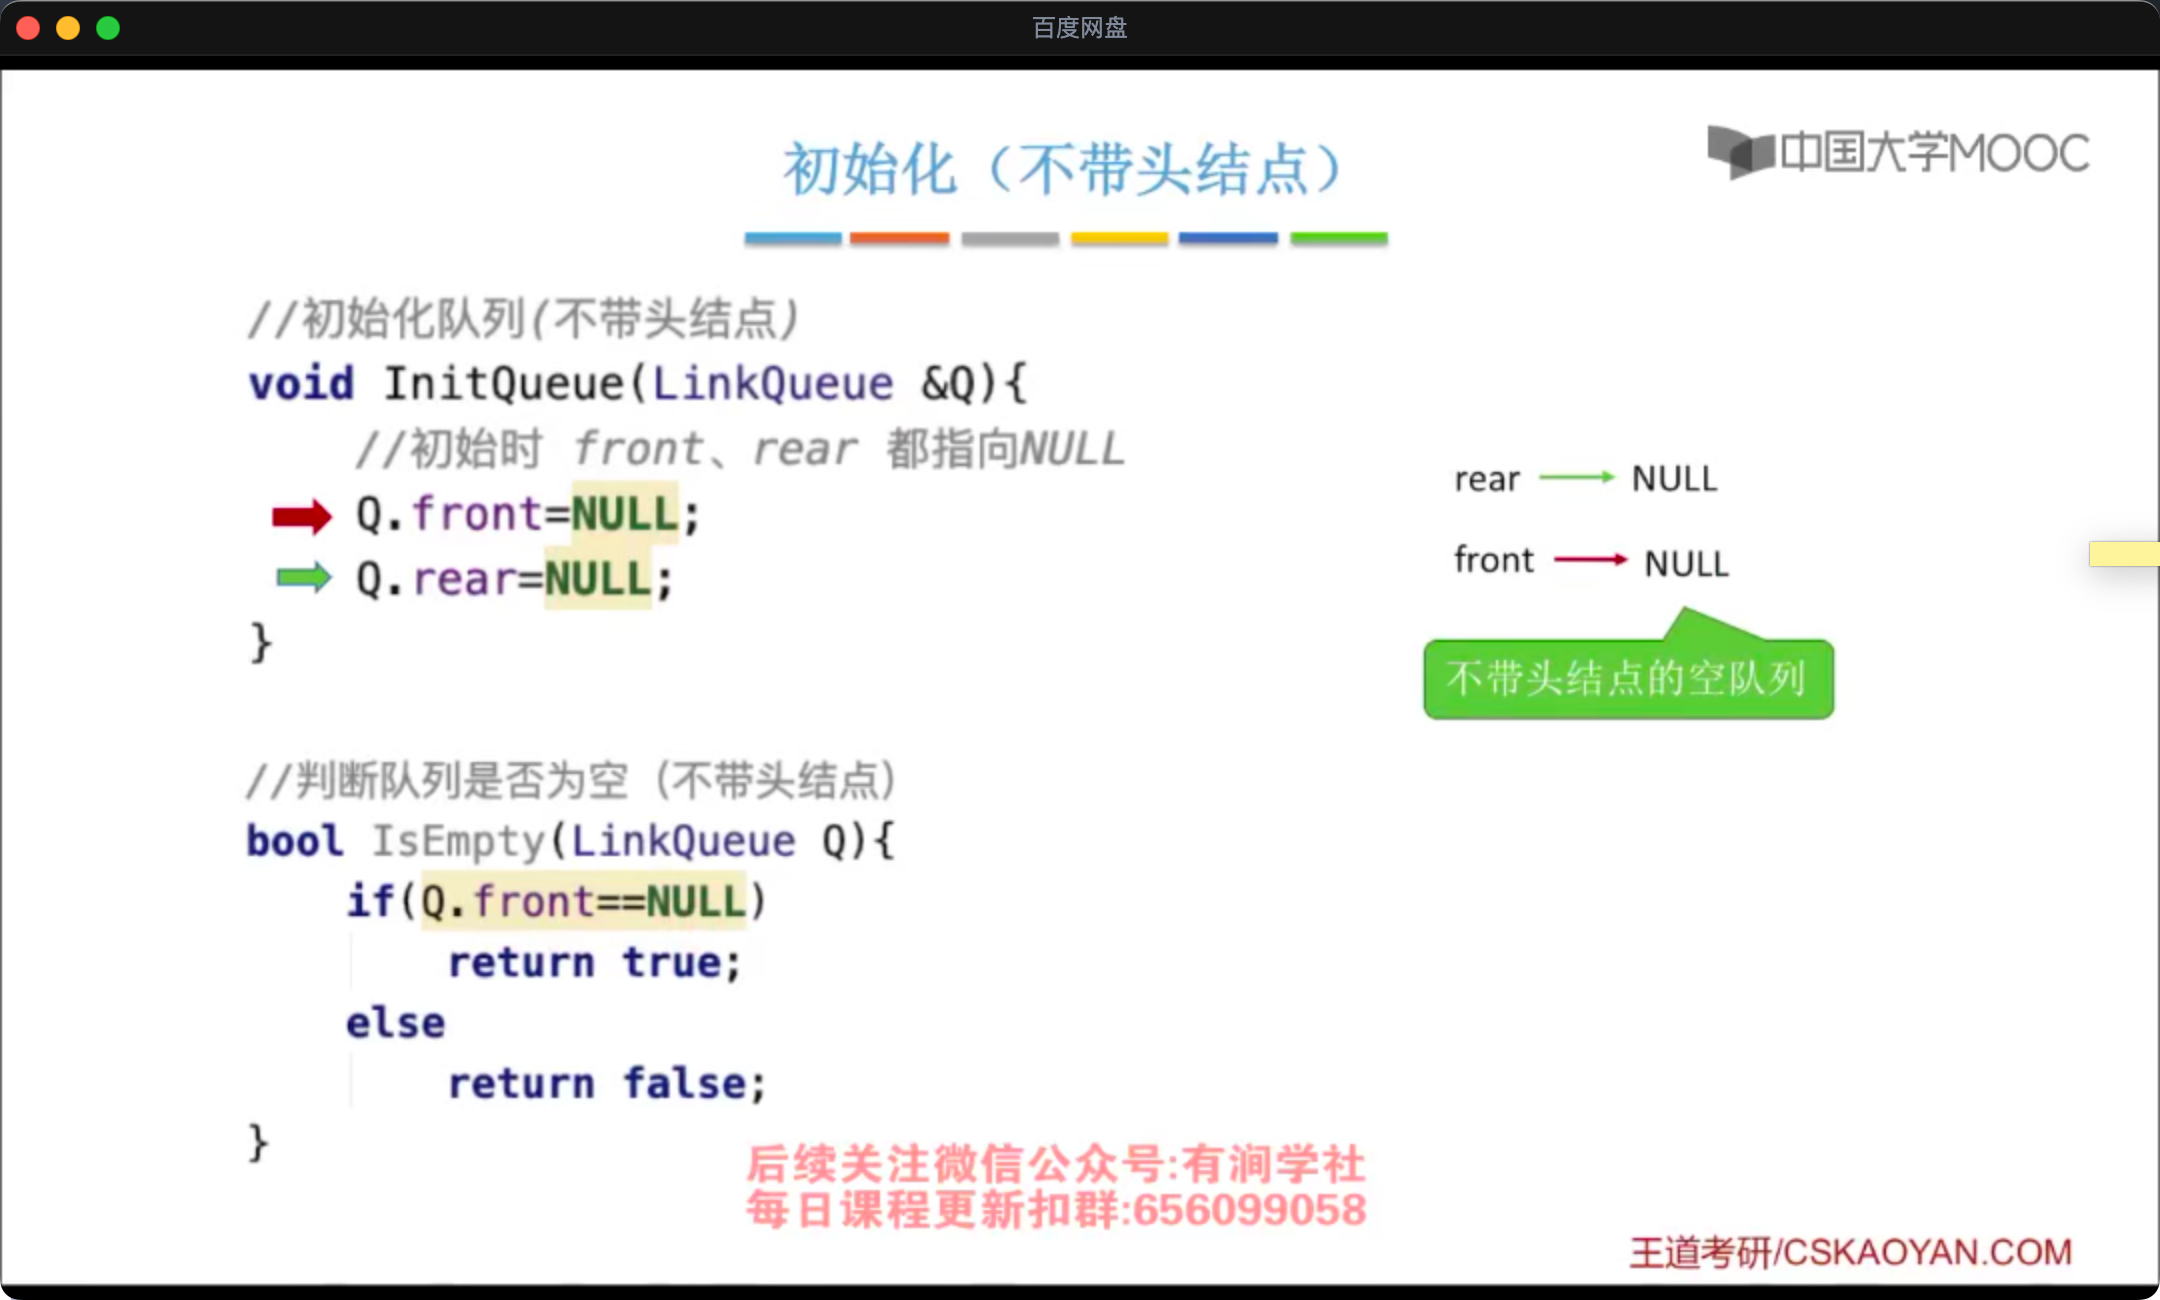 百度网盘
初始化（不带头结点）
中国大学MOOC
//初始化队列(不带头结点)
void InitQueue(LinkQueue &Q){
//初始时 front、rear 都指向NULL
Q.front=NULL;
Q.rear=NULL;
}
rear NULL
front NULL
不带头结点的空队列
//判断队列是否为空（不带头结点）
bool IsEmpty(LinkQueue Q){
if(Q.front==NULL)
return true;
else
return false;
}
后续关注微信公众号:有涧学社
每日课程更新扣群:656099058
王道考研/CSKAOYAN.COM